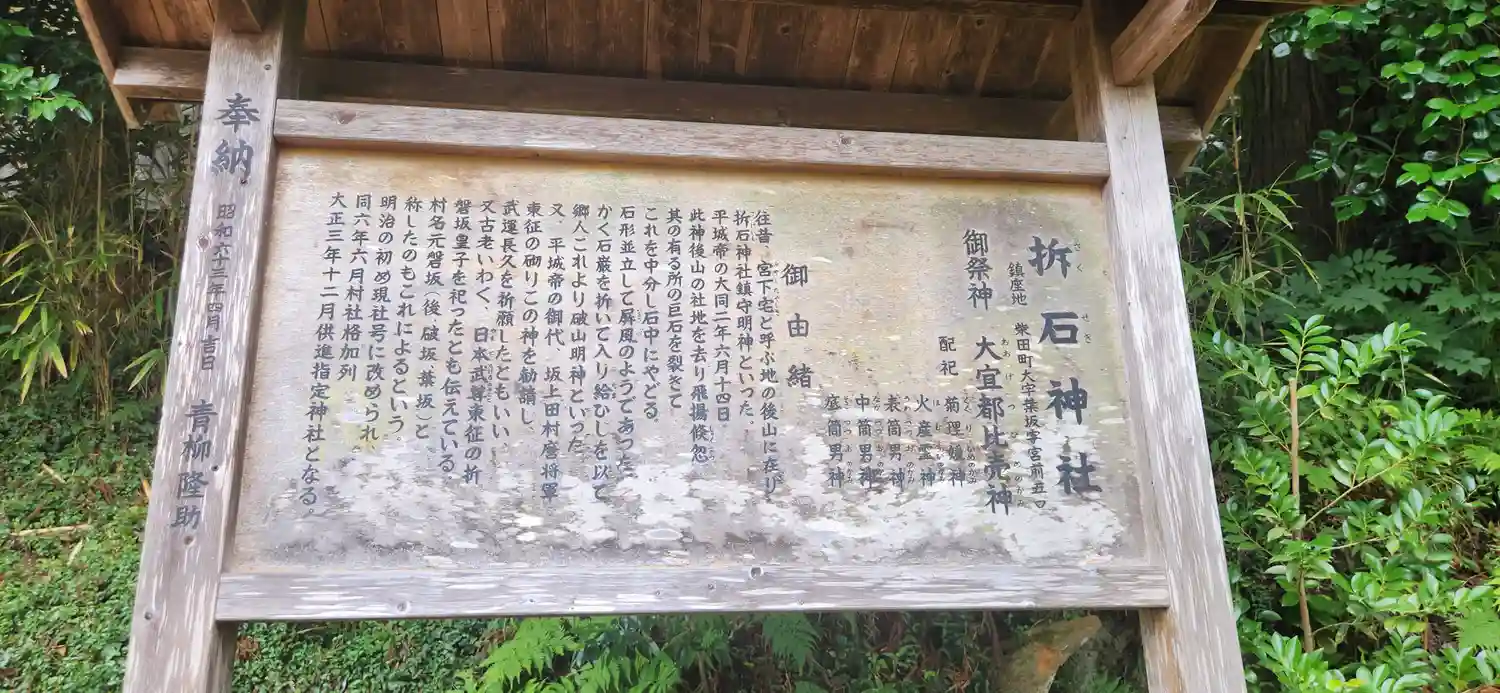 拆石神社
鎮座地 柴田町大字葉坂字宮前五
御祭神 大宜都比売神
配祀 菊理媛神
火産霊神
表筒男神
中筒男神
底筒男神
御由緒
往昔、宮下宅と呼ぶ地の後山に在り
折石神社鎮守明神といった。
平城帝の大同二年六月十四日
此神後山の社地を去り飛揚倏忽
其の有る所の巨石を裂きて
これを中分し石中にやどる。
石形並立して屏風のようであった
かく石巌を折いて入り給ひしを以て
郷人これより破山明神といった
又、平城帝の御代、坂上田村麿将軍
東征の砌りこの神を勧請し
武運長久を祈願したともいい、
又古老いわく、日本武尊東征の折
磐坂皇子を祀ったとも伝えている。
村名元磐坂(後、破坂、葉坂)と
称したのもこれによるという。
明治の初め現社号に改められ、
同六年六月村社格加列
大正三年十二月供進指定神社となる。
奉納 昭和六十三年四月吉日 青柳隆助